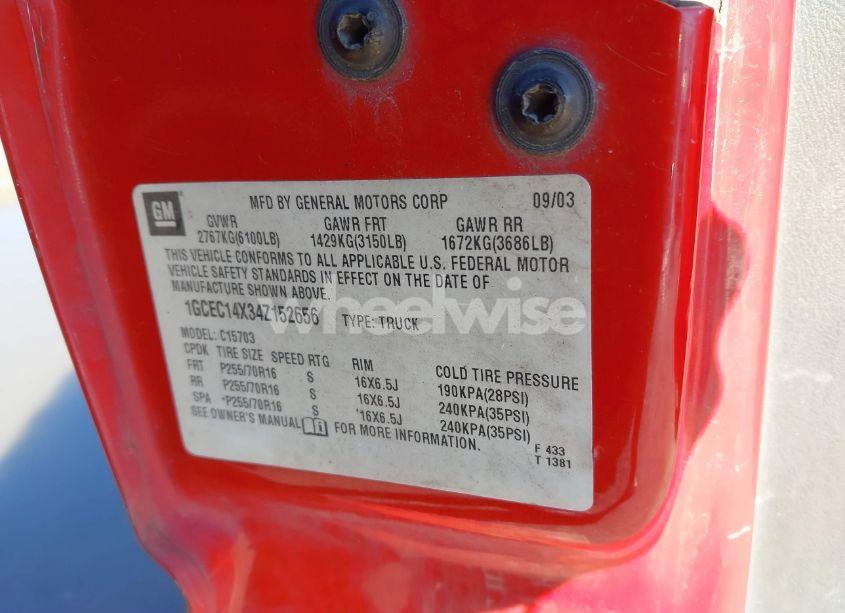 GM
MFD BY GENERAL MOTORS CORP 09/03
GVWR GAWR FRT GAWR RR
2767KG(6100LB) 1429KG(3150LB) 1672KG(3686LB)
THIS VEHICLE CONFORMS TO ALL APPLICABLE U.S. FEDERAL MOTOR
VEHICLE SAFETY STANDARDS IN EFFECT ON THE DATE OF
MANUFACTURE SHOWN ABOVE.
1GCEC14X34Z152656 TYPE: TRUCK
MODEL: C15703
CPDK TIRE SIZE SPEED RTG RIM COLD TIRE PRESSURE
FRT P255/70R16 S 16X6.5J 190KPA(28PSI)
RR P255/70R16 S 16X6.5J 240KPA(35PSI)
SPA *P255/70R16 S *16X6.5J 240KPA(35PSI)
SEE OWNER'S MANUAL i FOR MORE INFORMATION.
F 433
T 1381
wheelwise